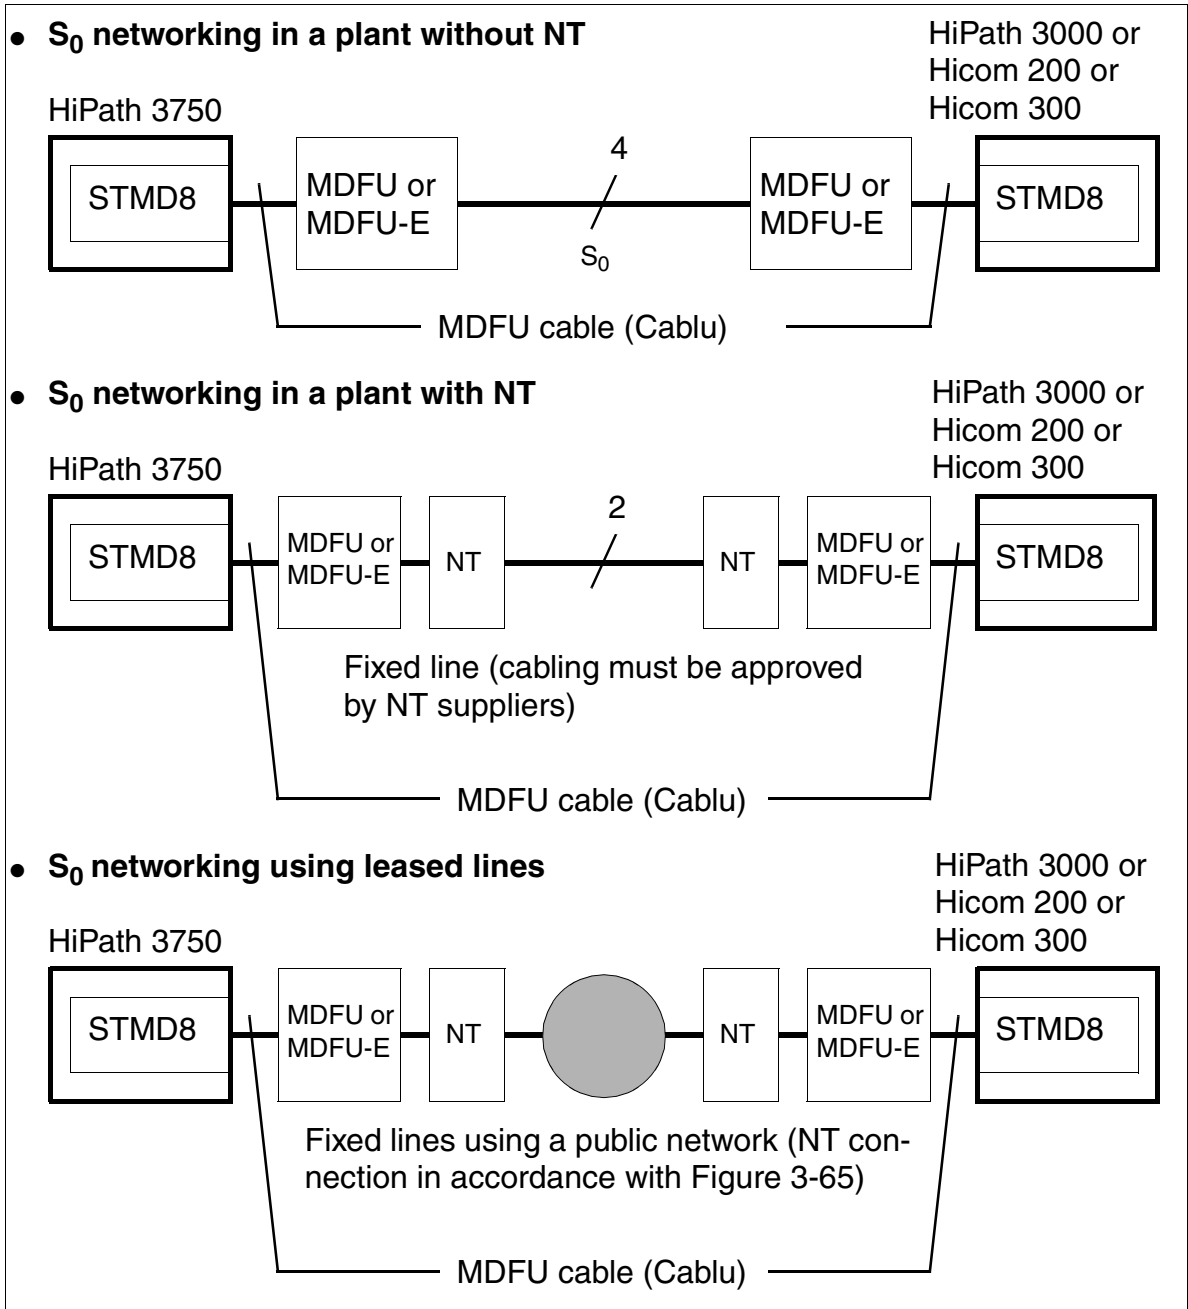 • S0 networking in a plant without NT
HiPath 3000 or
Hicom 200 or
Hicom 300
HiPath 3750
STMD8
MDFU or
MDFU-E
4
S0
MDFU or
MDFU-E
STMD8
MDFU cable (Cablu)
• S0 networking in a plant with NT
HiPath 3000 or
Hicom 200 or
Hicom 300
HiPath 3750
STMD8
MDFU or
MDFU-E
NT
2
NT
MDFU or
MDFU-E
STMD8
Fixed line (cabling must be approved
by NT suppliers)
MDFU cable (Cablu)
• S0 networking using leased lines
HiPath 3000 or
Hicom 200 or
Hicom 300
HiPath 3750
STMD8
MDFU or
MDFU-E
NT
NT
MDFU or
MDFU-E
STMD8
Fixed lines using a public network (NT con-
nection in accordance with Figure 3-65)
MDFU cable (Cablu)